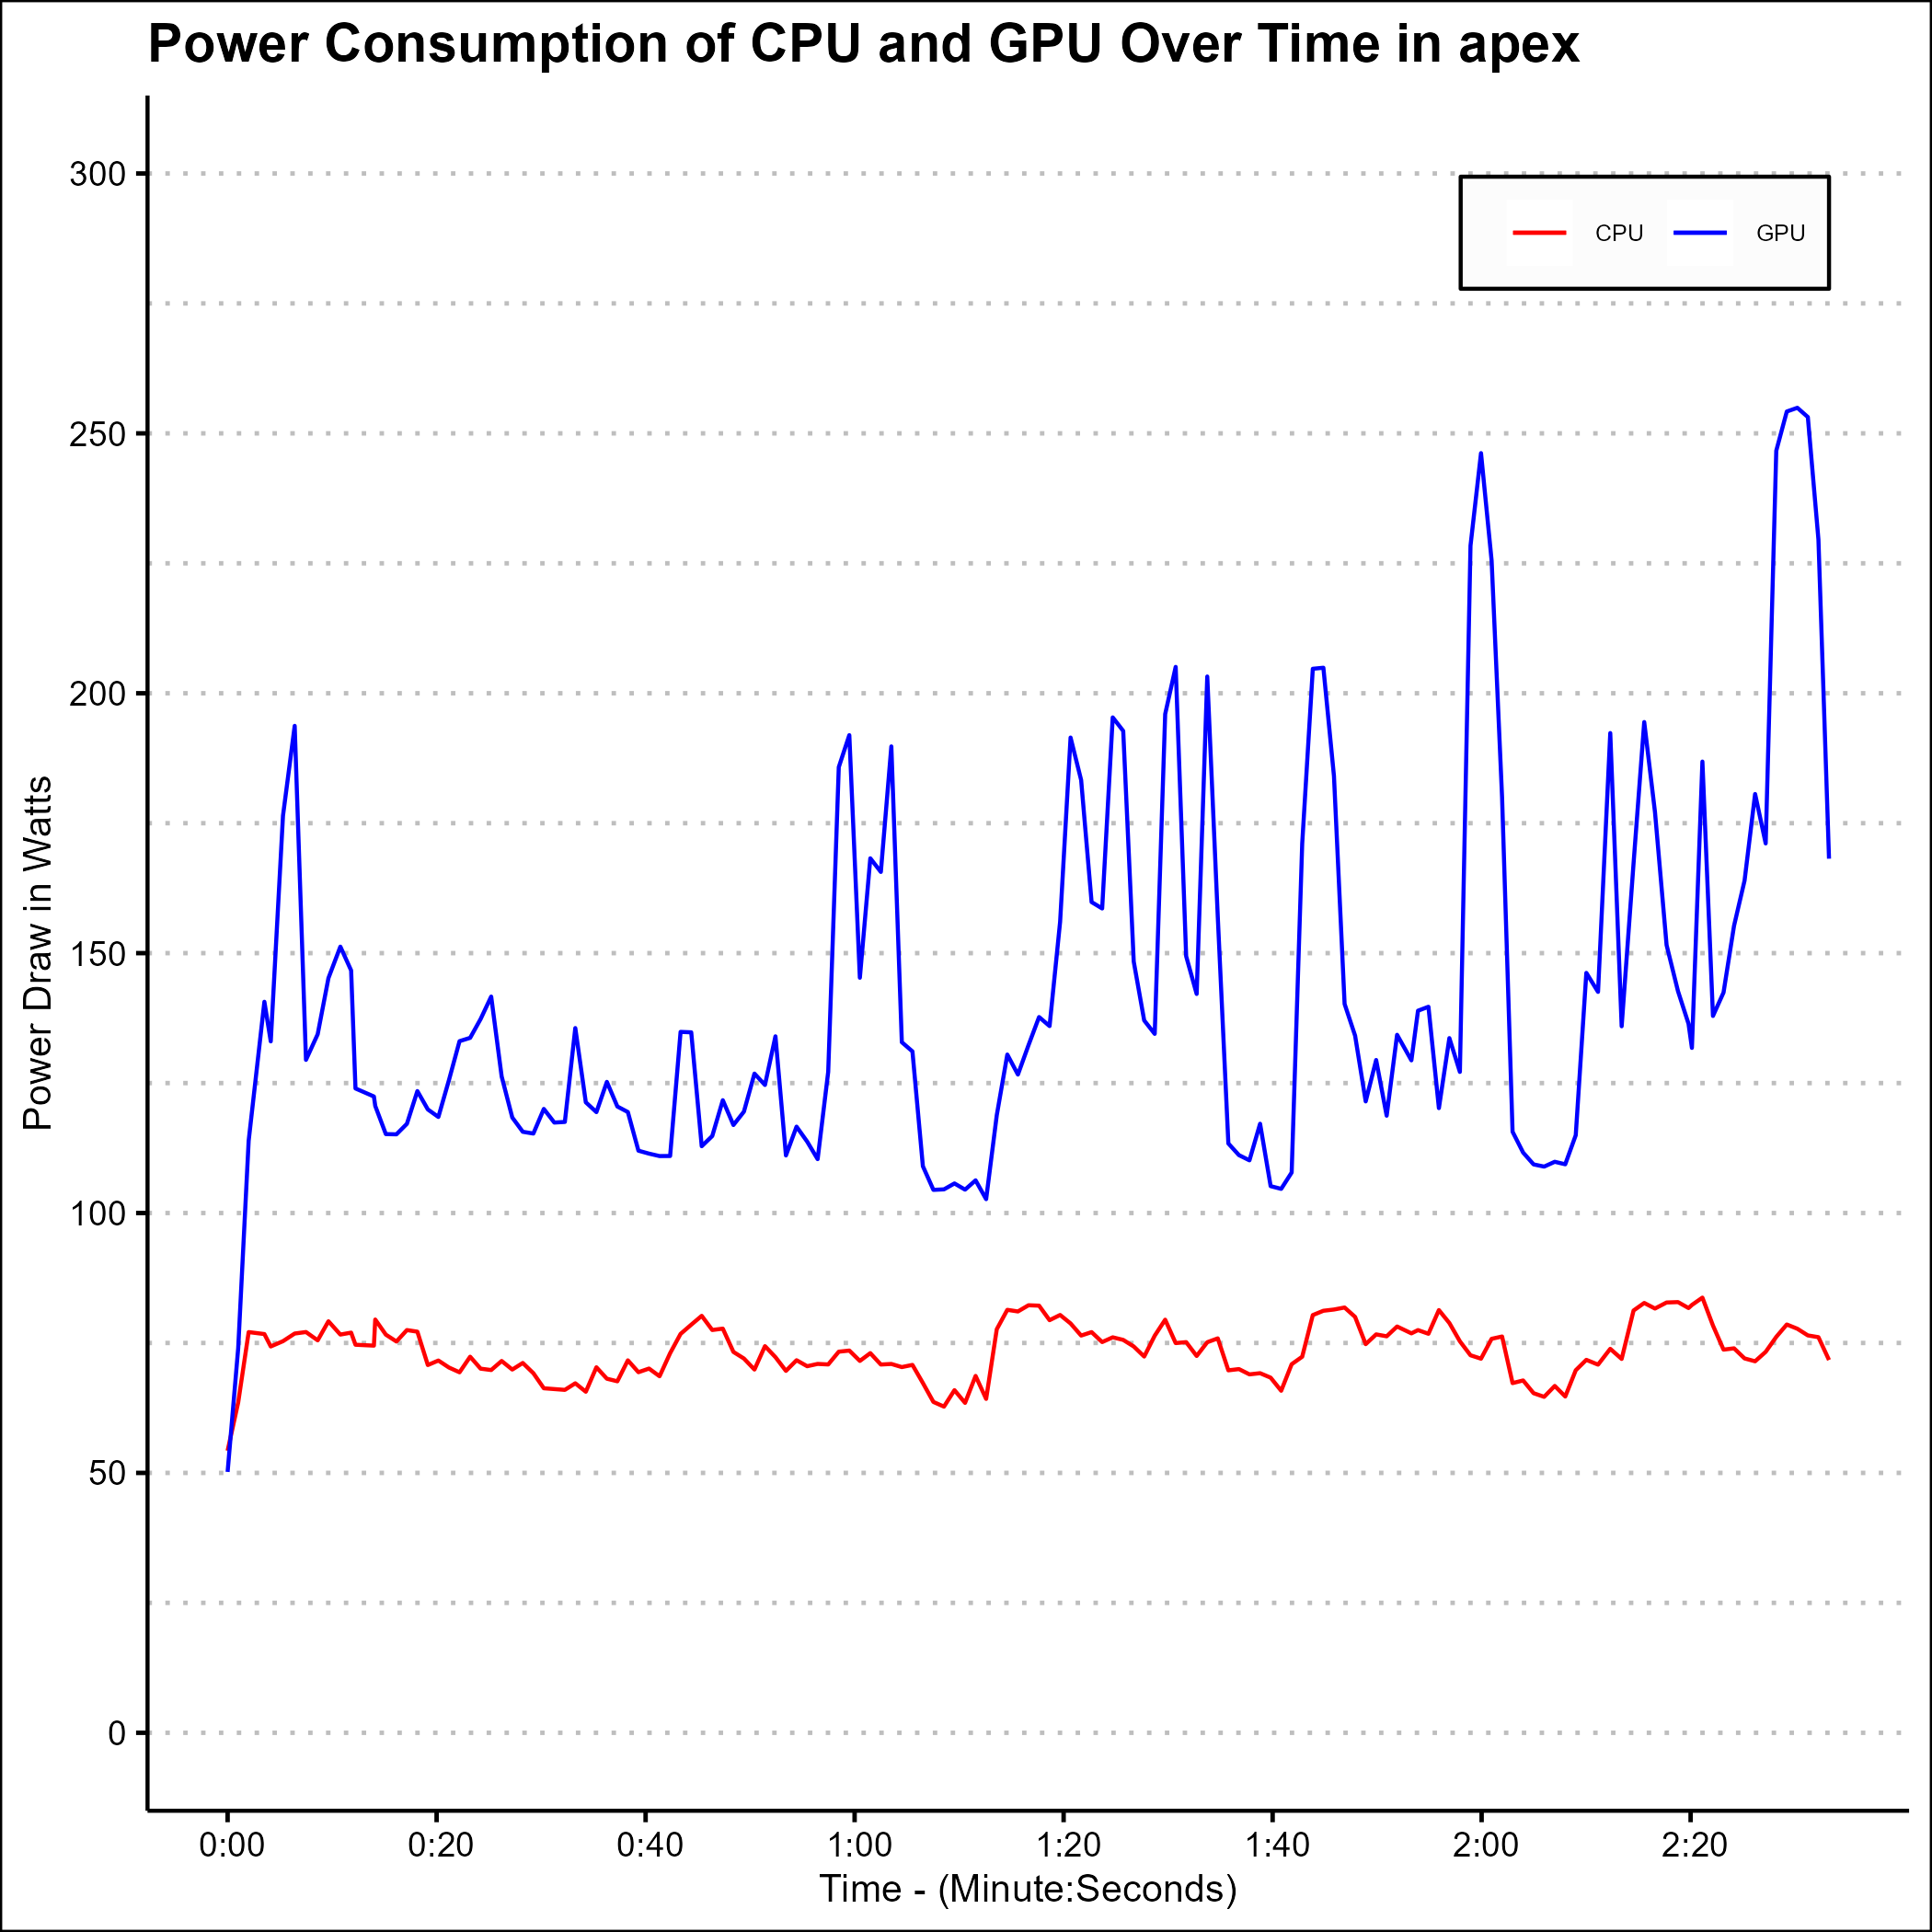 Power Consumption of CPU and GPU Over Time in apex
300
CPU GPU
250
200
150
100
50
0
Power Draw in Watts
0:00 0:20 0:40 1:00 1:20 1:40 2:00 2:20
Time - (Minute:Seconds)